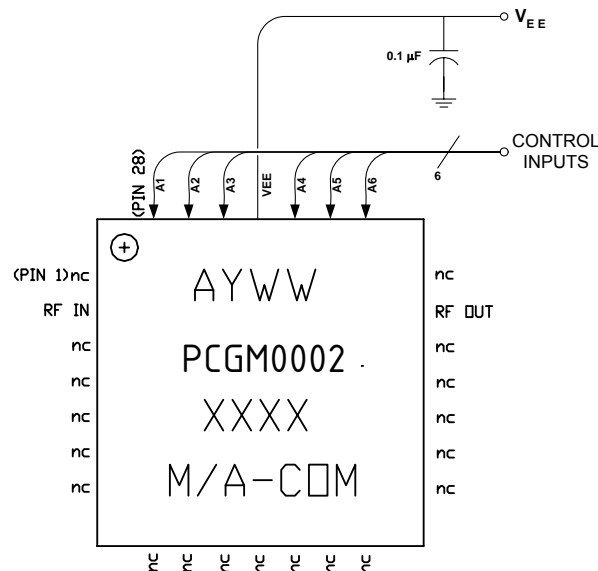 V E E
0.1 µF
CONTROL
INPUTS
6
(PIN 28)
A1
A2
A3
VEE
A4
A5
A6
(PIN 1)nc
RF IN
nc
nc
nc
nc
nc
AYWW
PCGM0002
XXXX
M/A-COM
nc
RF OUT
nc
nc
nc
nc
nc
nc
nc
nc
nc
nc
nc
nc